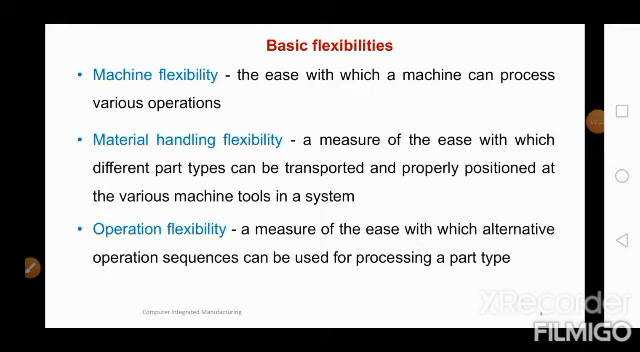 Basic flexibilities
• Machine flexibility - the ease with which a machine can process
various operations
• Material handling flexibility - a measure of the ease with which
different part types can be transported and properly positioned at
the various machine tools in a system
• Operation flexibility - a measure of the ease with which alternative
operation sequences can be used for processing a part type
Computer Integrated Manufacturing
XRecorder
FILMIGO